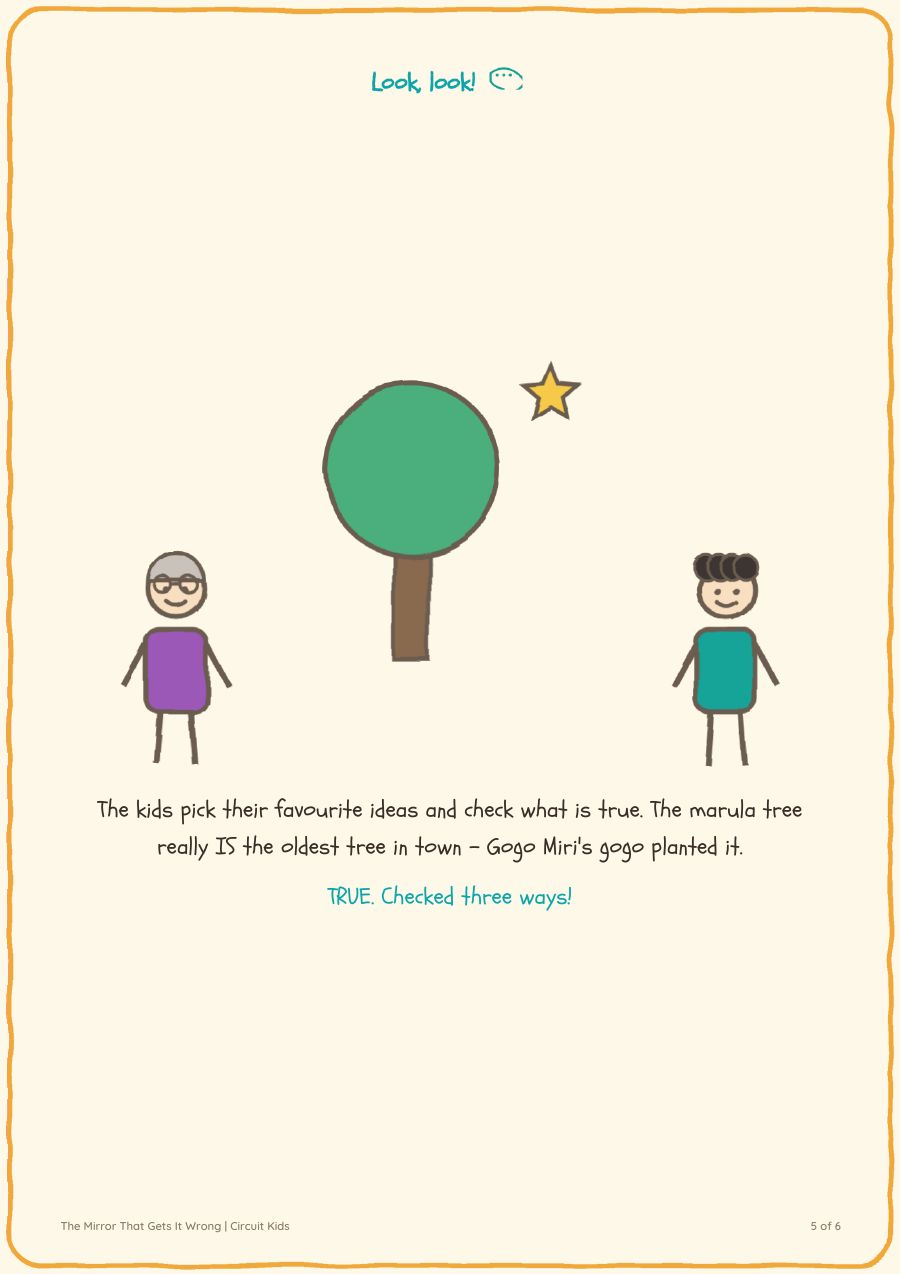 Look, look!
The kids pick their favourite ideas and check what is true. The marula tree
really IS the oldest tree in town – Gogo Miri's gogo planted it.
TRUE. Checked three ways!
The Mirror That Gets It Wrong | Circuit Kids
5 of 6